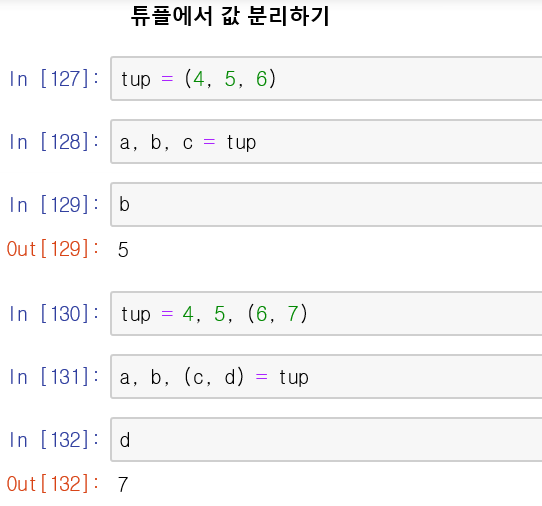 튜플에서 값 분리하기
In [127]: tup = (4, 5, 6)
In [128]: a, b, c = tup
In [129]: b
Out[129]: 5
In [130]: tup = 4, 5, (6, 7)
In [131]: a, b, (c, d) = tup
In [132]: d
Out[132]: 7